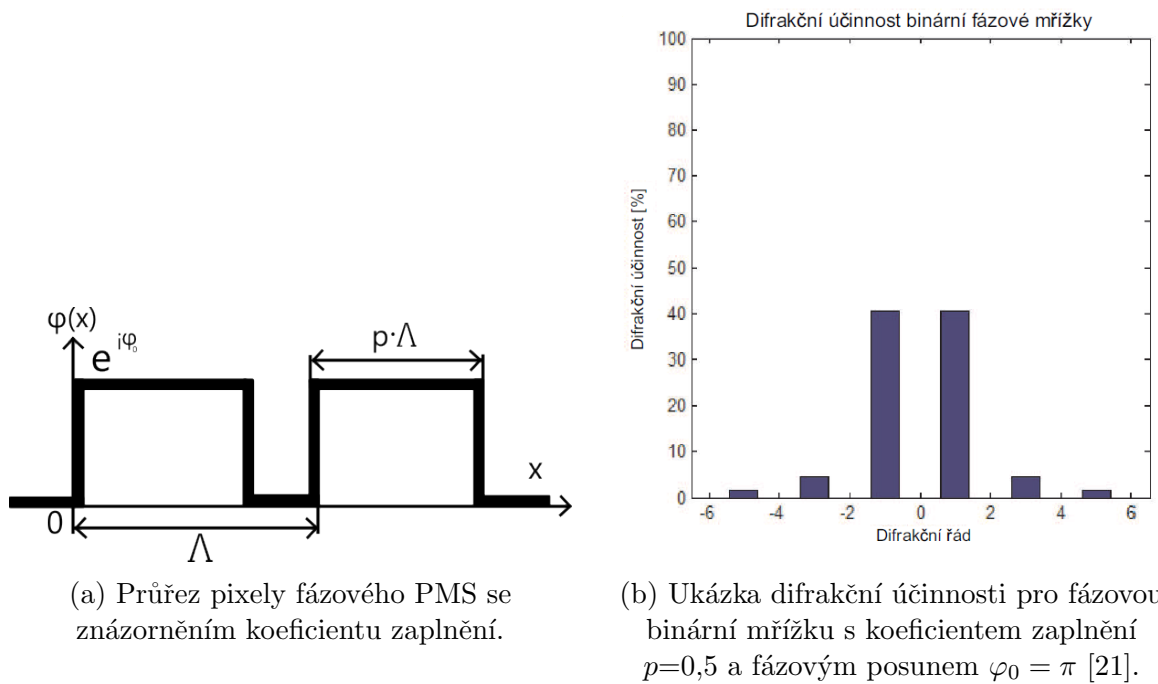 φ(x)
e^{iφ_0}
p·Λ
x
0
Λ
(a) Průřez pixely fázového PMS se
znázorněním koeficientu zaplnění.
Difrakční účinnost binární fázové mřížky
Difrakční účinnost [%]
100
90
80
70
60
50
40
30
20
10
0
-6 -4 -2 0 2 4 6
Difrakční řád
(b) Ukázka difrakční účinnosti pro fázovou
binární mřížku s koeficientem zaplnění
p=0,5 a fázovým posunem φ₀ = π [21].